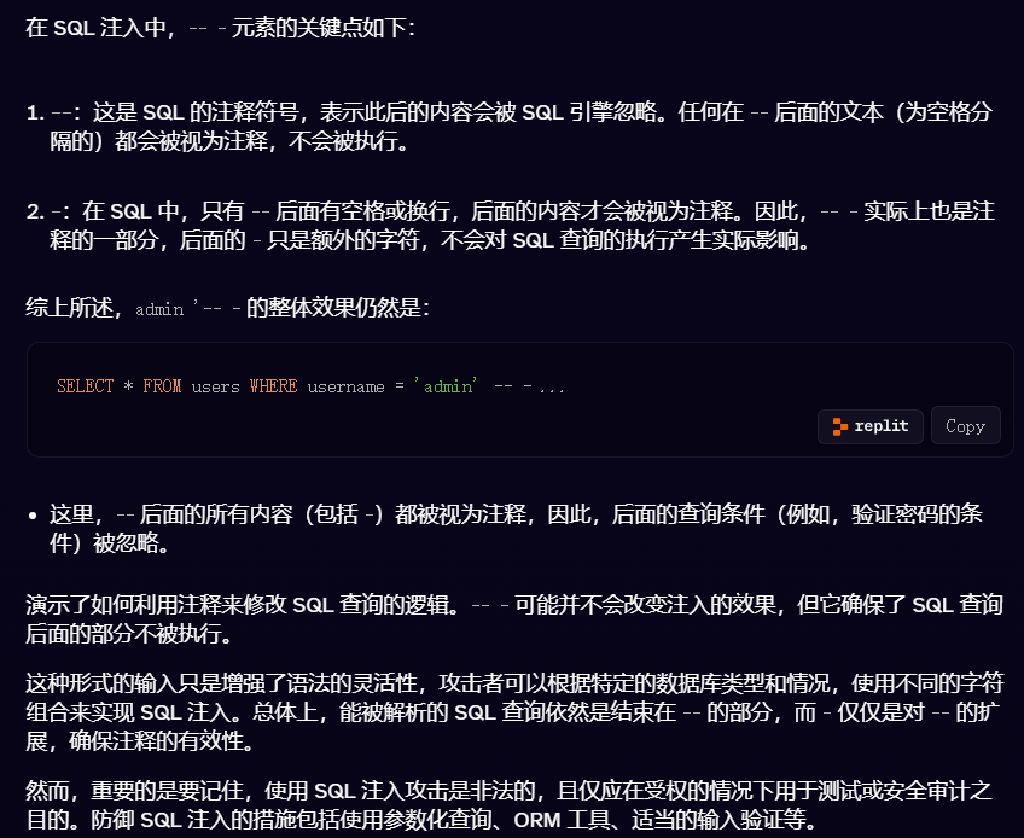 在 SQL 注入中，-- - 元素的关键点如下：
1. --：这是 SQL 的注释符号，表示此后的内容会被 SQL 引擎忽略。任何在 -- 后面的文本（为空格分
隔的）都会被视为注释，不会被执行。
2. -：在 SQL 中，只有 -- 后面有空格或换行，后面的内容才会被视为注释。因此，-- - 实际上也是注
释的一部分，后面的 - 只是额外的字符，不会对 SQL 查询的执行产生实际影响。
综上所述，admin '-- - 的整体效果仍然是：
SELECT * FROM users WHERE username = 'admin' -- - ...
replit Copy
• 这里，-- 后面的所有内容（包括 -）都被视为注释，因此，后面的查询条件（例如，验证密码的条
件）被忽略。
演示了如何利用注释来修改 SQL 查询的逻辑。-- - 可能并不会改变注入的效果，但它确保了 SQL 查询
后面的部分不被执行。
这种形式的输入只是增强了语法的灵活性，攻击者可以根据特定的数据库类型和情况，使用不同的字符
组合来实现 SQL 注入。总体上，能被解析的 SQL 查询依然是结束在 -- 的部分，而 - 仅仅是对 -- 的扩
展，确保注释的有效性。
然而，重要的是要记住，使用 SQL 注入攻击是非法的，且仅应在受权的情况下用于测试或安全审计之
目的。防御 SQL 注入的措施包括使用参数化查询、ORM 工具、适当的输入验证等。